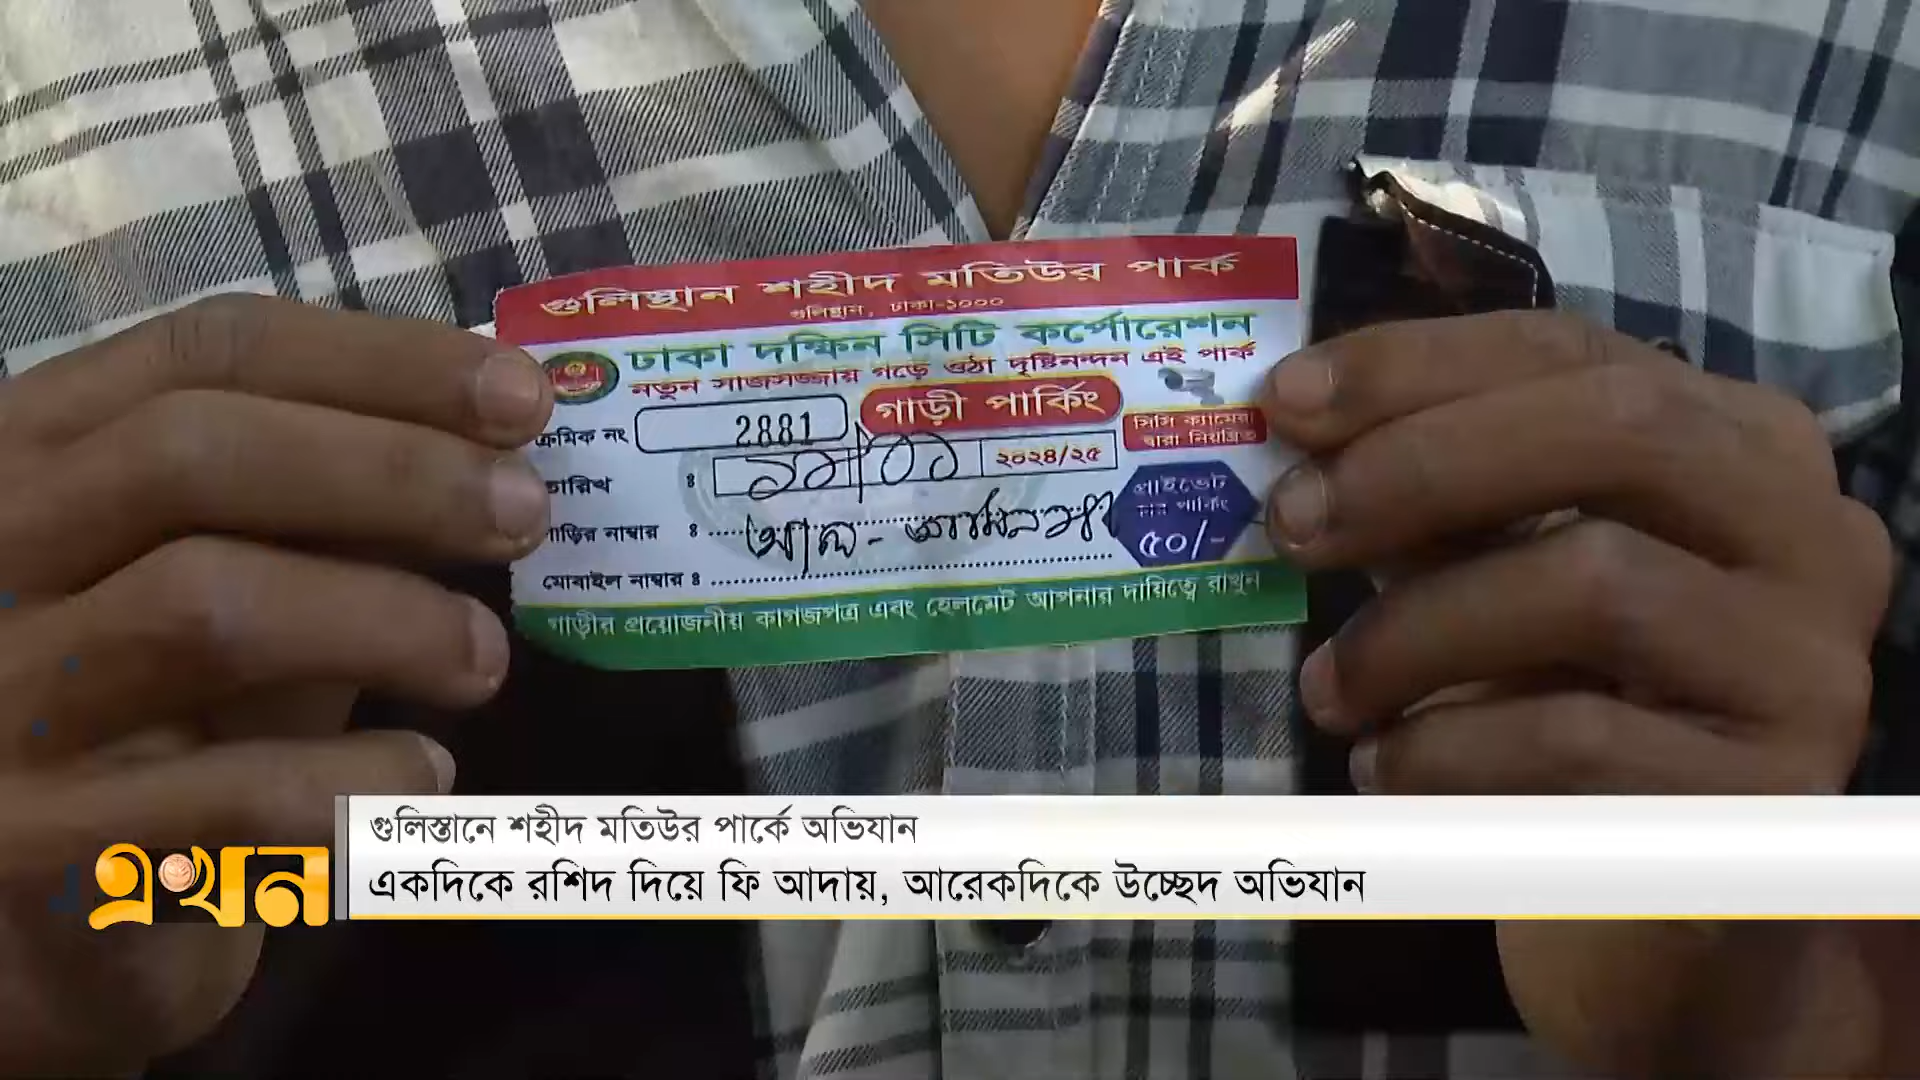 গুলিস্থান শহীদ মতিউর পার্ক
গুলিস্থান, ঢাকা-১০০০
ঢাকা দক্ষিন সিটি কর্পোরেশন
নতুন সাজসজ্জায় গড়ে ওঠা দৃষ্টিনন্দন এই পার্ক
গাড়ী পার্কিং
ক্রমিক নং 2881
সিসি ক্যামেরা
দ্বারা নিয়ন্ত্রিত
তারিখ ঃ ২০২৪/২৫
প্রাইভেট
কার পার্কিং
৫০/-
গাড়ির নাম্বার ঃ
মোবাইল নাম্বার ঃ
গাড়ীর প্রয়োজনীয় কাগজপত্র এবং হেলমেট আপনার দায়িত্বে রাখুন
গুলিস্তানে শহীদ মতিউর পার্কে অভিযান
একদিকে রশিদ দিয়ে ফি আদায়, আরেকদিকে উচ্ছেদ অভিযান
এখন